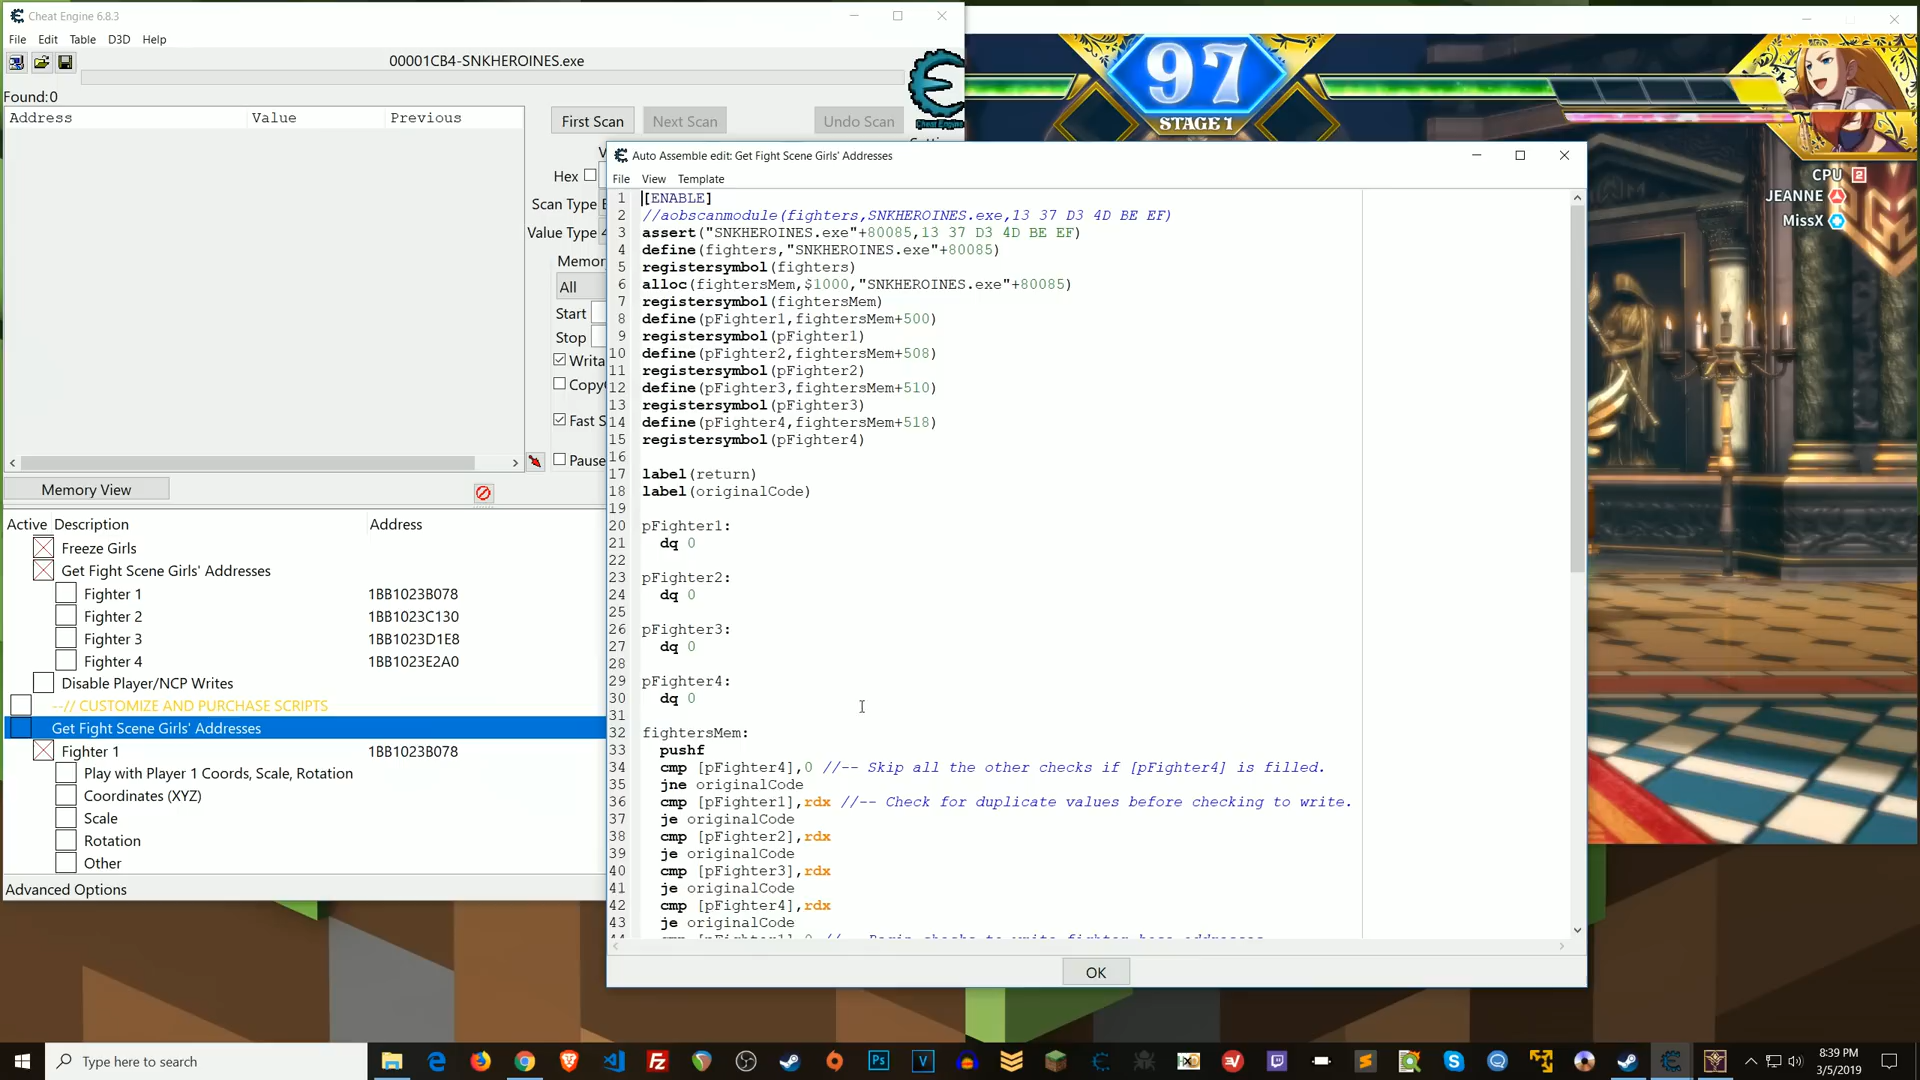 Cheat Engine 6.8.3
File Edit Table D3D Help
00001CB4-SNKHEROINES.exe
Found:0
Address Value Previous
First Scan Next Scan Undo Scan
Cheat Engine
Hex
Scan Type
Value Type
All
Start
Stop
Writa
Copy
Fast S
Pause
Memory View
Active Description Address
Freeze Girls
Get Fight Scene Girls' Addresses
Fighter 1 1BB1023B078
Fighter 2 1BB1023C130
Fighter 3 1BB1023D1E8
Fighter 4 1BB1023E2A0
Disable Player/NCP Writes
--// CUSTOMIZE AND PURCHASE SCRIPTS
Get Fight Scene Girls' Addresses
Fighter 1 1BB1023B078
Play with Player 1 Coords, Scale, Rotation
Coordinates (XYZ)
Scale
Rotation
Other
Advanced Options
Auto Assemble edit: Get Fight Scene Girls' Addresses
File View Template
1 [ENABLE]
2 //aobscanmodule(fighters,SNKHEROINES.exe,13 37 D3 4D BE EF)
3 assert("SNKHEROINES.exe"+80085,13 37 D3 4D BE EF)
4 define(fighters,"SNKHEROINES.exe"+80085)
5 registersymbol(fighters)
6 alloc(fightersMem,$1000,"SNKHEROINES.exe"+80085)
7 registersymbol(fightersMem)
8 define(pFighter1,fightersMem+500)
9 registersymbol(pFighter1)
10 define(pFighter2,fightersMem+508)
11 registersymbol(pFighter2)
12 define(pFighter3,fightersMem+510)
13 registersymbol(pFighter3)
14 define(pFighter4,fightersMem+518)
15 registersymbol(pFighter4)
16
17 label(return)
18 label(originalCode)
19
20 pFighter1:
21 dq 0
22
23 pFighter2:
24 dq 0
25
26 pFighter3:
27 dq 0
28
29 pFighter4:
30 dq 0
31
32 fightersMem:
33 pushf
34 cmp [pFighter4],0 //-- Skip all the other checks if [pFighter4] is filled.
35 jne originalCode
36 cmp [pFighter1],rdx //-- Check for duplicate values before checking to write.
37 je originalCode
38 cmp [pFighter2],rdx
39 je originalCode
40 cmp [pFighter3],rdx
41 je originalCode
42 cmp [pFighter4],rdx
43 je originalCode
OK
97
STAGE 1
CPU 2
JEANNE
MissX
Type here to search
8:39 PM
3/5/2019